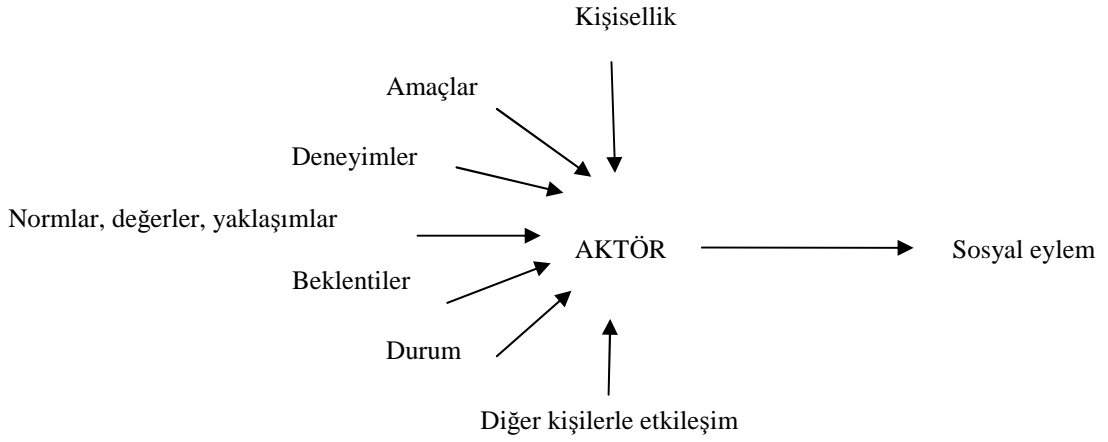 Kişisellik
Amaçlar
Deneyimler
Normlar, değerler, yaklaşımlar
AKTÖR
Sosyal eylem
Beklentiler
Durum
Diğer kişilerle etkileşim